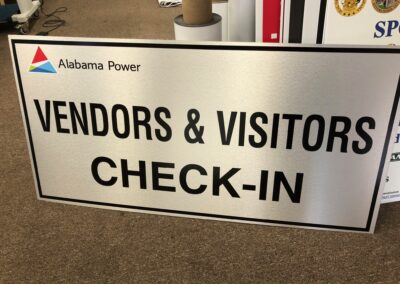 Alabama Power
VENDORS & VISITORS
CHECK-IN
SPO